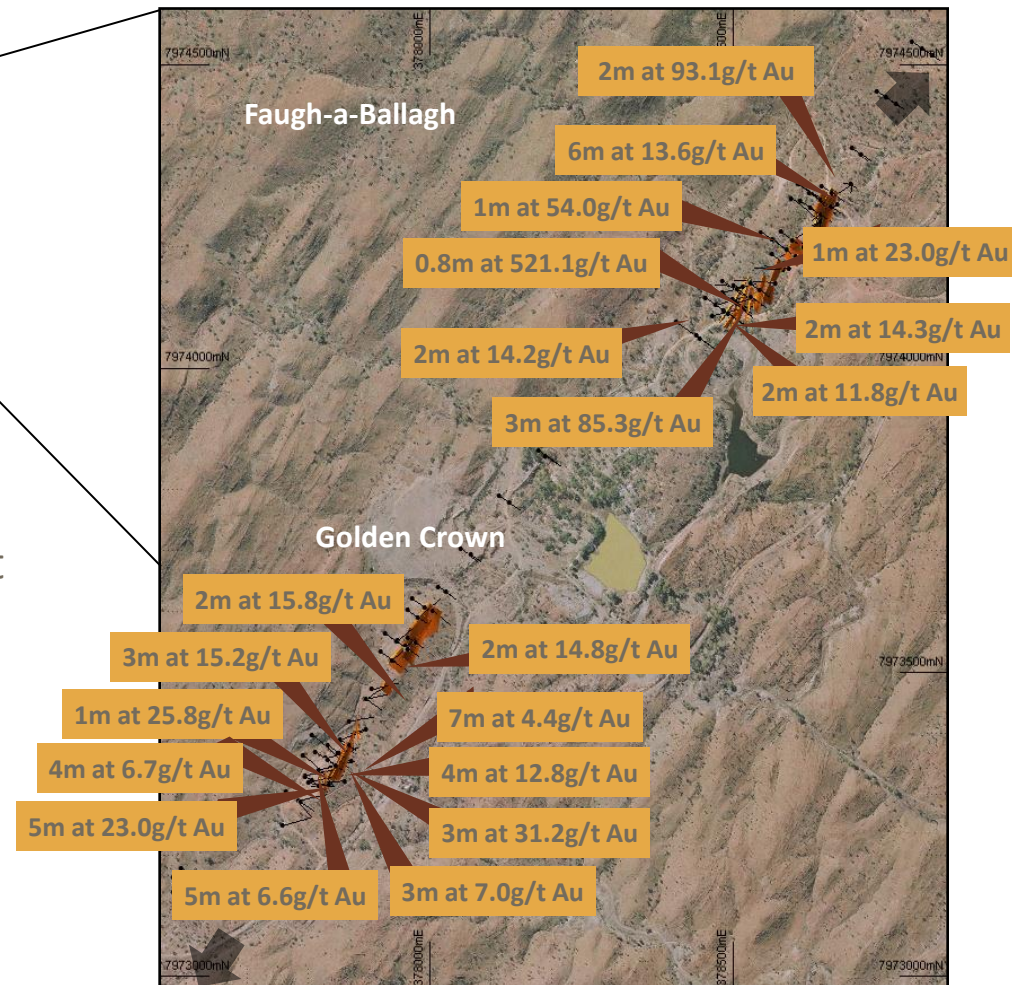 7974500mN
378000mE
500mE
7974500mN
2m at 93.1g/t Au
Faugh-a-Ballagh
6m at 13.6g/t Au
1m at 54.0g/t Au
1m at 23.0g/t Au
0.8m at 521.1g/t Au
2m at 14.3g/t Au
2m at 14.2g/t Au
7974000mN
7974000mN
2m at 11.8g/t Au
3m at 85.3g/t Au
Golden Crown
t
2m at 15.8g/t Au
3m at 15.2g/t Au
2m at 14.8g/t Au
7973500mN
1m at 25.8g/t Au
7m at 4.4g/t Au
4m at 6.7g/t Au
4m at 12.8g/t Au
5m at 23.0g/t Au
3m at 31.2g/t Au
5m at 6.6g/t Au
3m at 7.0g/t Au
7973000mN
378000mE
378500mE
7973000mN